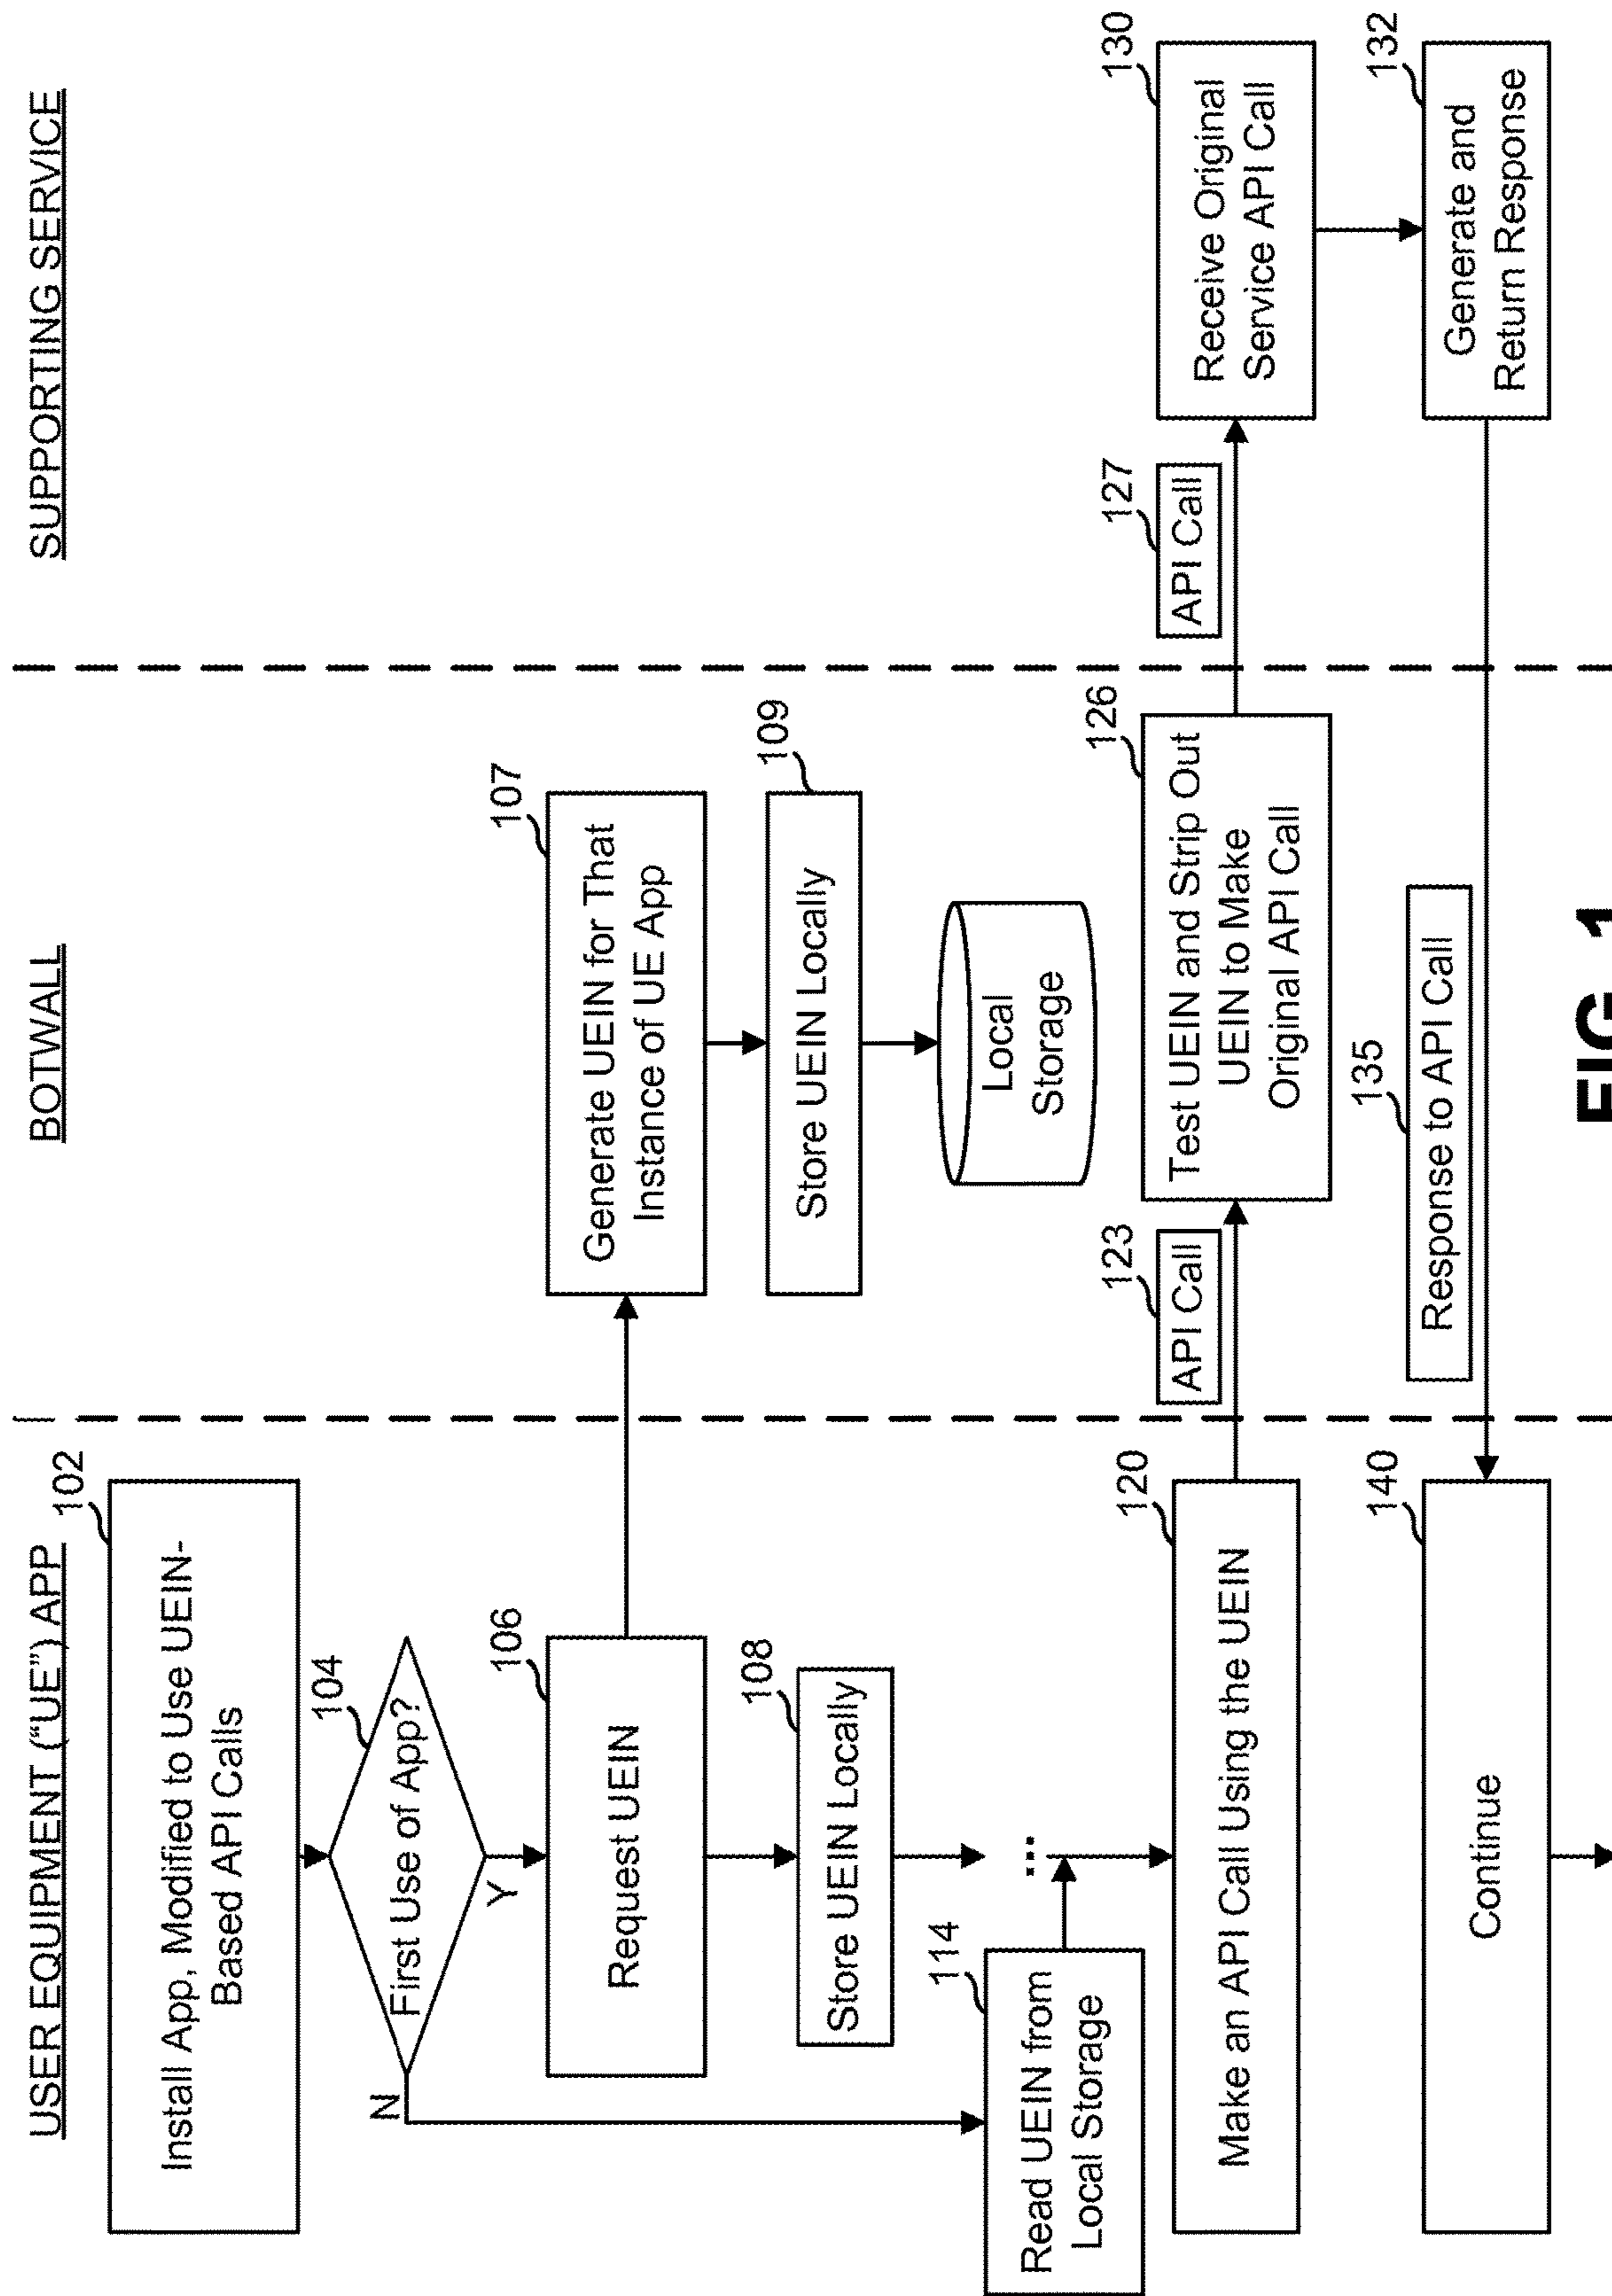 USER EQUIPMENT (“UE”) APP
BOTWALL
SUPPORTING SERVICE
102
Install App, Modified to Use UEIN-
Based API Calls
104
First Use of App?
N
Y
106
Request UEIN
107
Generate UEIN for That
Instance of UE App
108
Store UEIN Locally
109
Store UEIN Locally
Local
Storage
...
114
Read UEIN from
Local Storage
120
Make an API Call Using the UEIN
123
API Call
126
Test UEIN and Strip Out
UEIN to Make
Original API Call
127
API Call
130
Receive Original
Service API Call
132
Generate and
Return Response
135
Response to API Call
140
Continue
FIG. 1